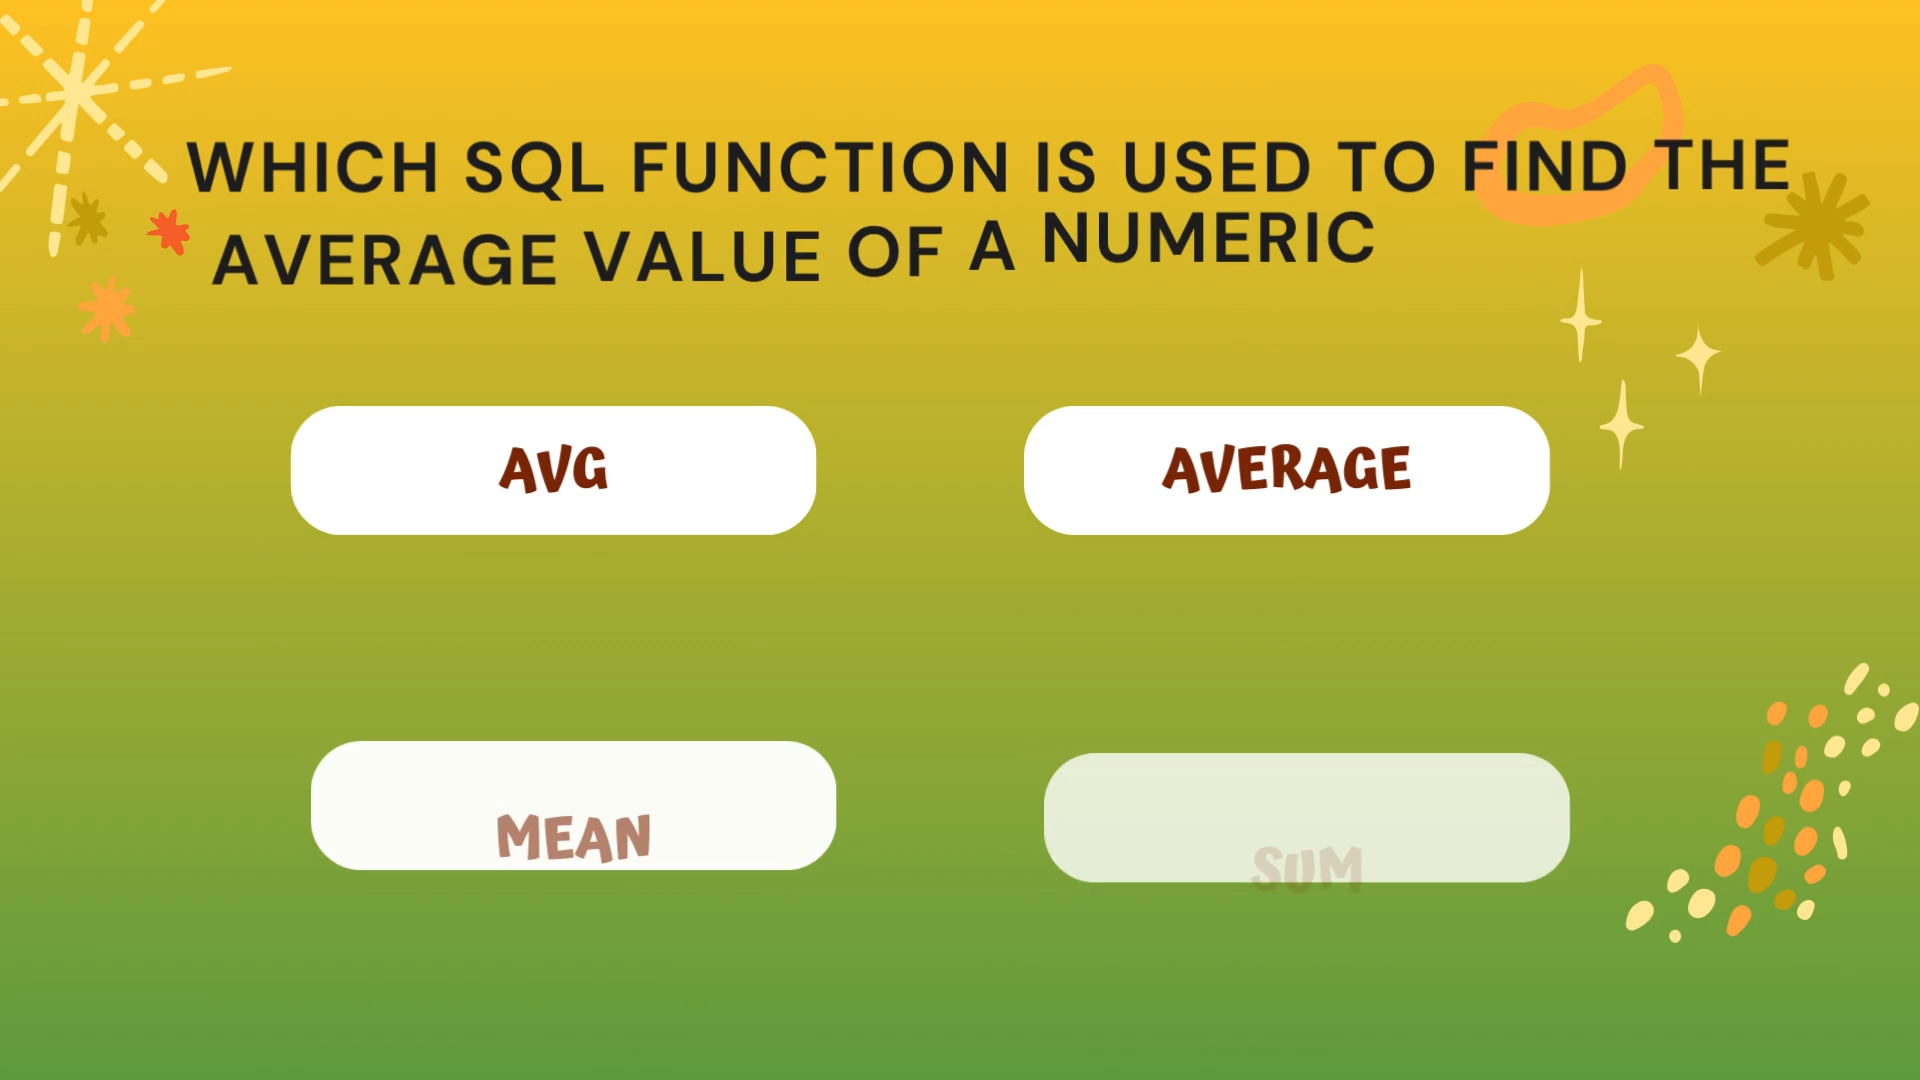 WHICH SQL FUNCTION IS USED TO FIND THE
AVERAGE VALUE OF A NUMERIC
AVG
AVERAGE
MEAN
SUM